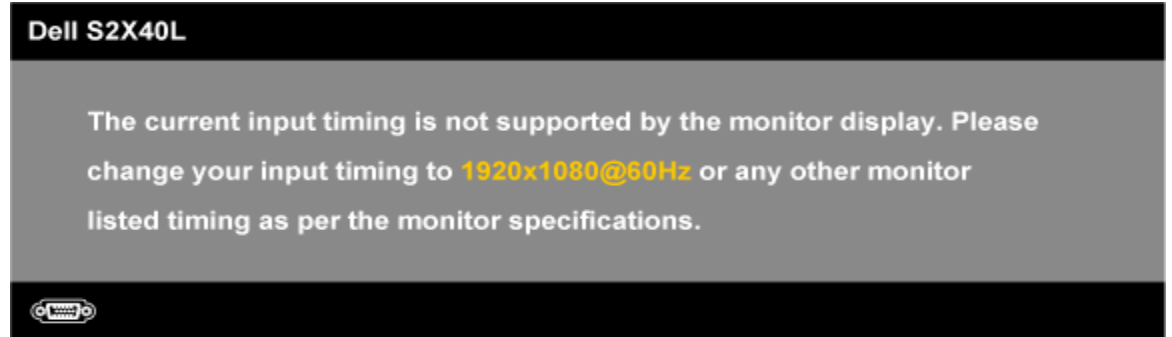 Dell S2X40L
The current input timing is not supported by the monitor display. Please
change your input timing to 1920x1080@60Hz or any other monitor
listed timing as per the monitor specifications.